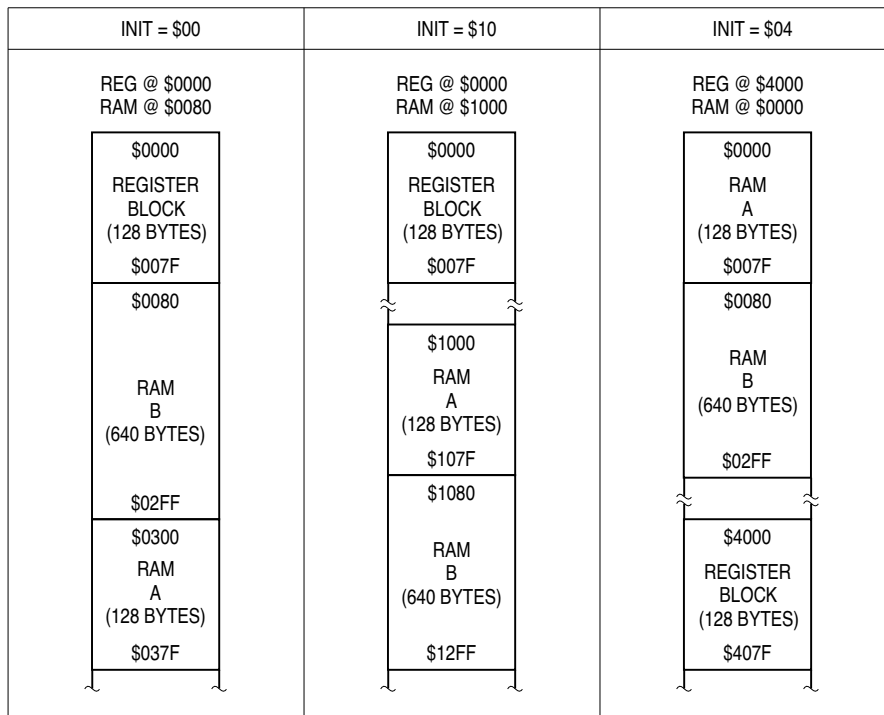 INIT = $00
REG @ $0000
RAM @ $0080
$0000
REGISTER
BLOCK
(128 BYTES)
$007F
$0080
RAM
B
(640 BYTES)
$02FF
$0300
RAM
A
(128 BYTES)
$037F
INIT = $10
REG @ $0000
RAM @ $1000
$0000
REGISTER
BLOCK
(128 BYTES)
$007F
$1000
RAM
A
(128 BYTES)
$107F
$1080
RAM
B
(640 BYTES)
$12FF
INIT = $04
REG @ $4000
RAM @ $0000
$0000
RAM
A
(128 BYTES)
$007F
$0080
RAM
B
(640 BYTES)
$02FF
$4000
REGISTER
BLOCK
(128 BYTES)
$407F